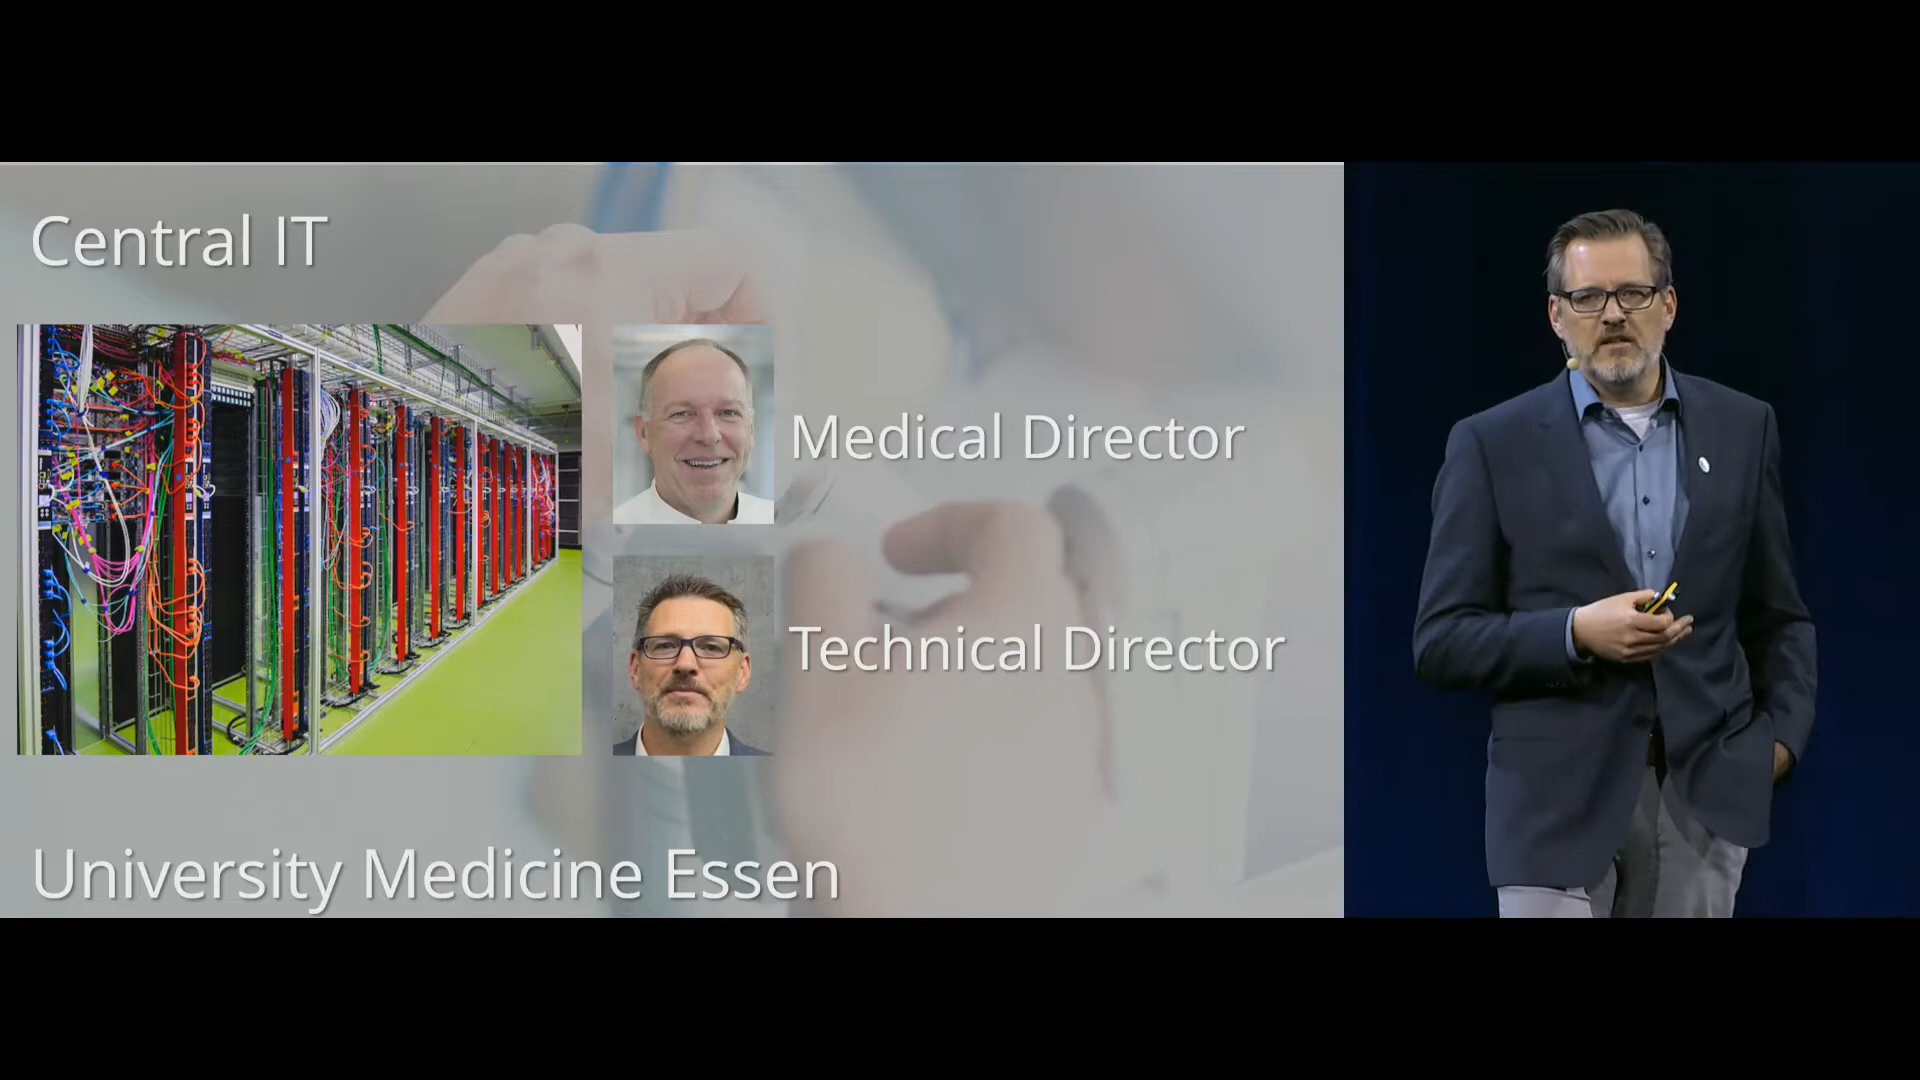 Central IT
Medical Director
Technical Director
University Medicine Essen